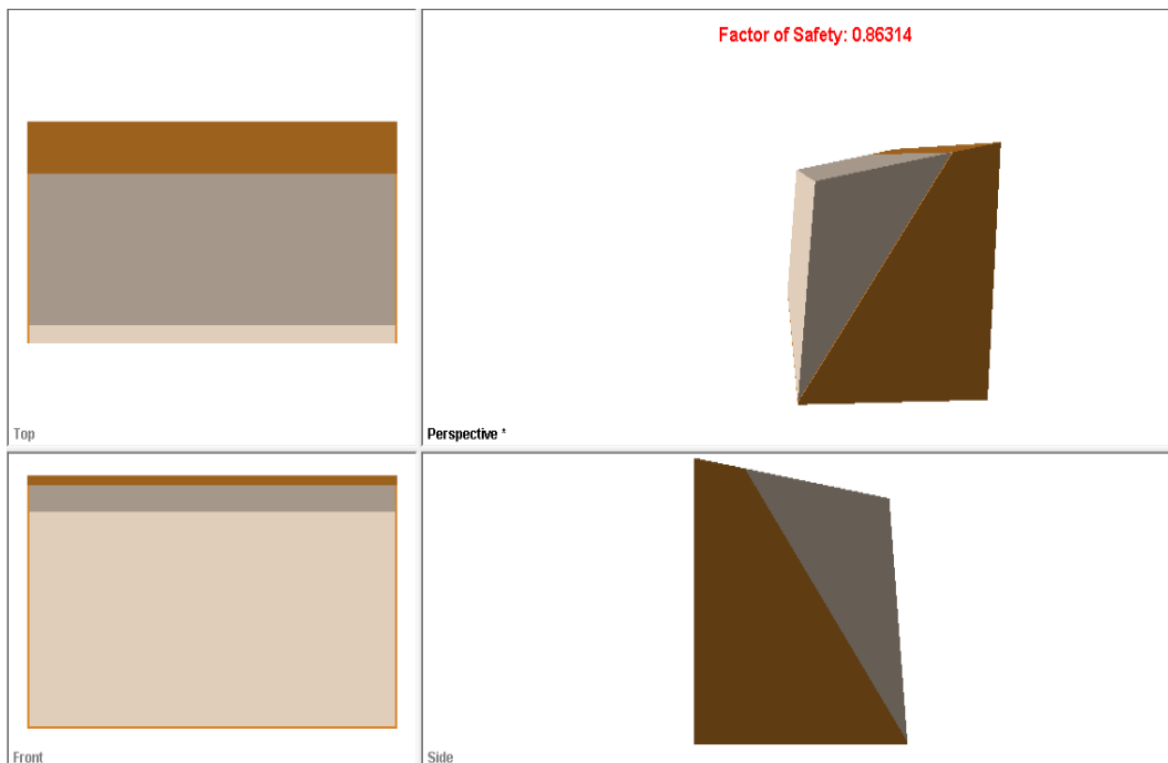 Factor of Safety: 0.86314
Top
Perspective *
Front
Side